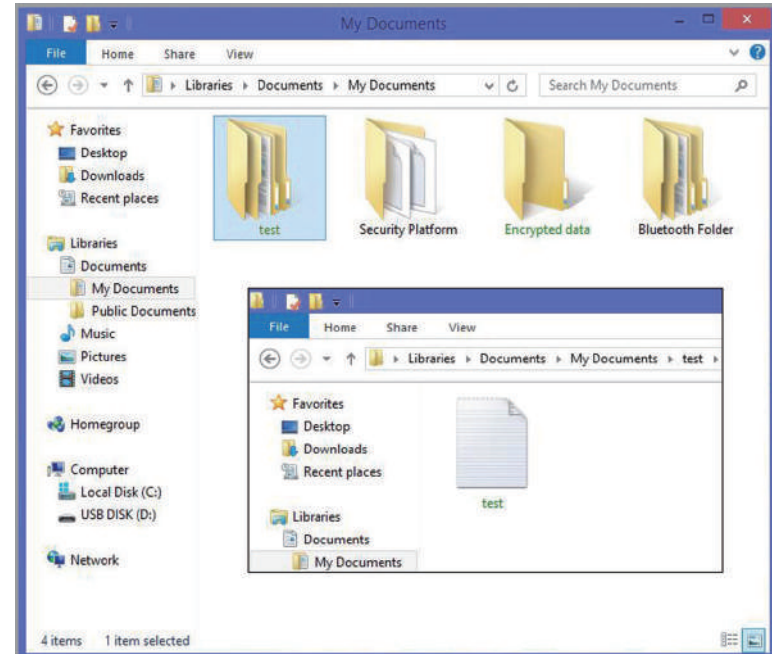 My Documents
File Home Share View
Libraries Documents My Documents Search My Documents
Favorites
Desktop
Downloads
Recent places
Libraries
Documents
My Documents
Public Documents
Music
Pictures
Videos
Homegroup
Computer
Local Disk (C:)
USB DISK (D:)
Network
test Security Platform Encrypted data Bluetooth Folder
File Home Share View
Libraries Documents My Documents test
Favorites
Desktop
Downloads
Recent places
Libraries
Documents
My Documents
test
4 items 1 item selected